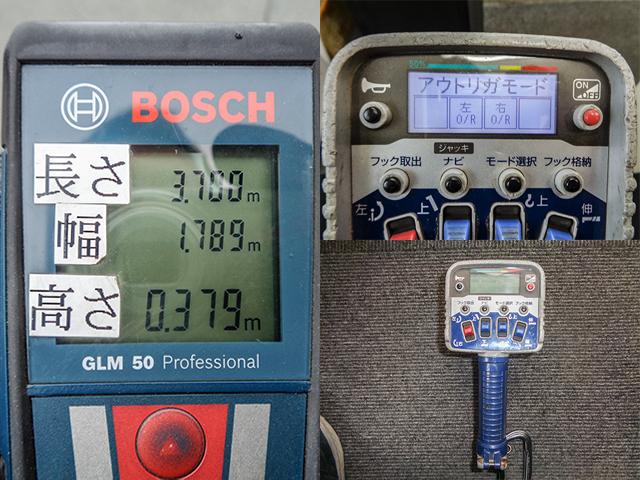 BOSCH
長さ 3.700m
幅 1.789m
高さ 0.379m
GLM 50 Professional
50%
アウトリガモード
左 右
O/R O/R
ON
OFF
ジャッキ
フック取出 ナビ モード選択 フック格納
左 上 上 伸